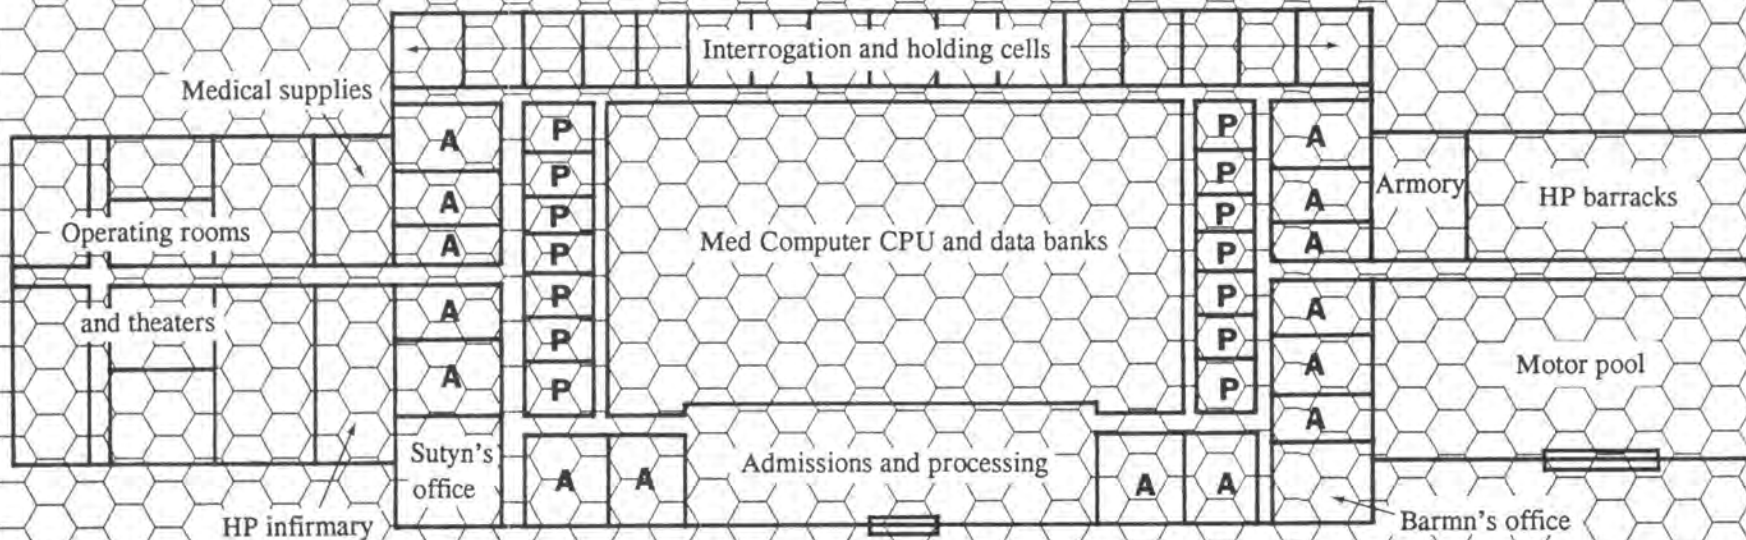 Interrogation and holding cells
Medical supplies
A
P
P
A
A
P
P
A
Armory
HP barracks
P
P
Operating rooms
A
P
Med Computer CPU and data banks
P
A
and theaters
A
P
P
A
P
P
A
Motor pool
A
P
P
A
Sutyn's
office
A
A
Admissions and processing
A
A
HP infirmary
Barmn's office